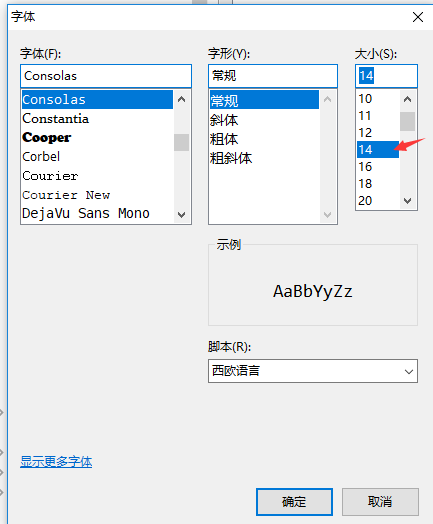 字体
字体(F):
字形(Y):
大小(S):
Consolas
常规
14
Consolas
Constantia
Cooper
Corbel
Courier
Courier New
DejaVu Sans Mono
常规
斜体
粗体
粗斜体
10
11
12
14
16
18
20
示例
AaBbYyZz
脚本(R):
西欧语言
显示更多字体
确定
取消